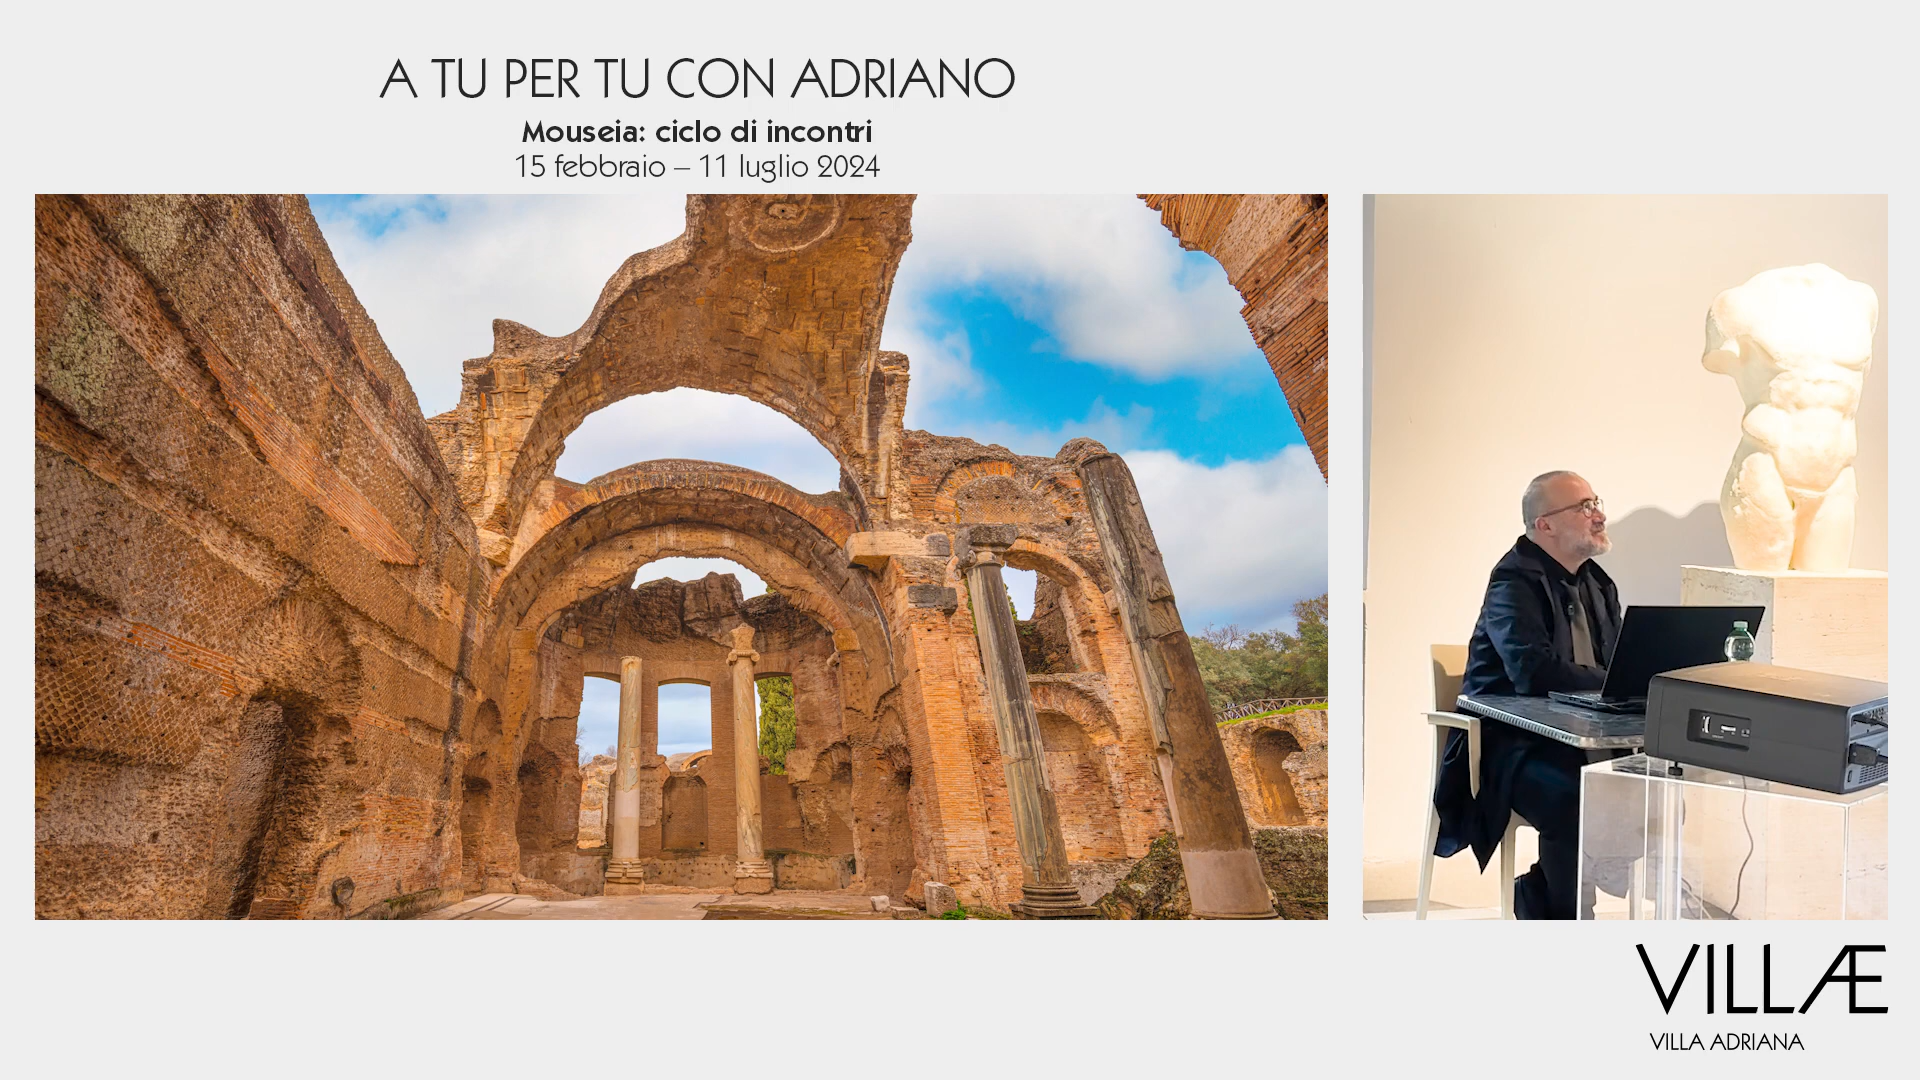 A TU PER TU CON ADRIANO
Mouseia: ciclo di incontri
15 febbraio – 11 luglio 2024
VILLÆ
VILLA ADRIANA